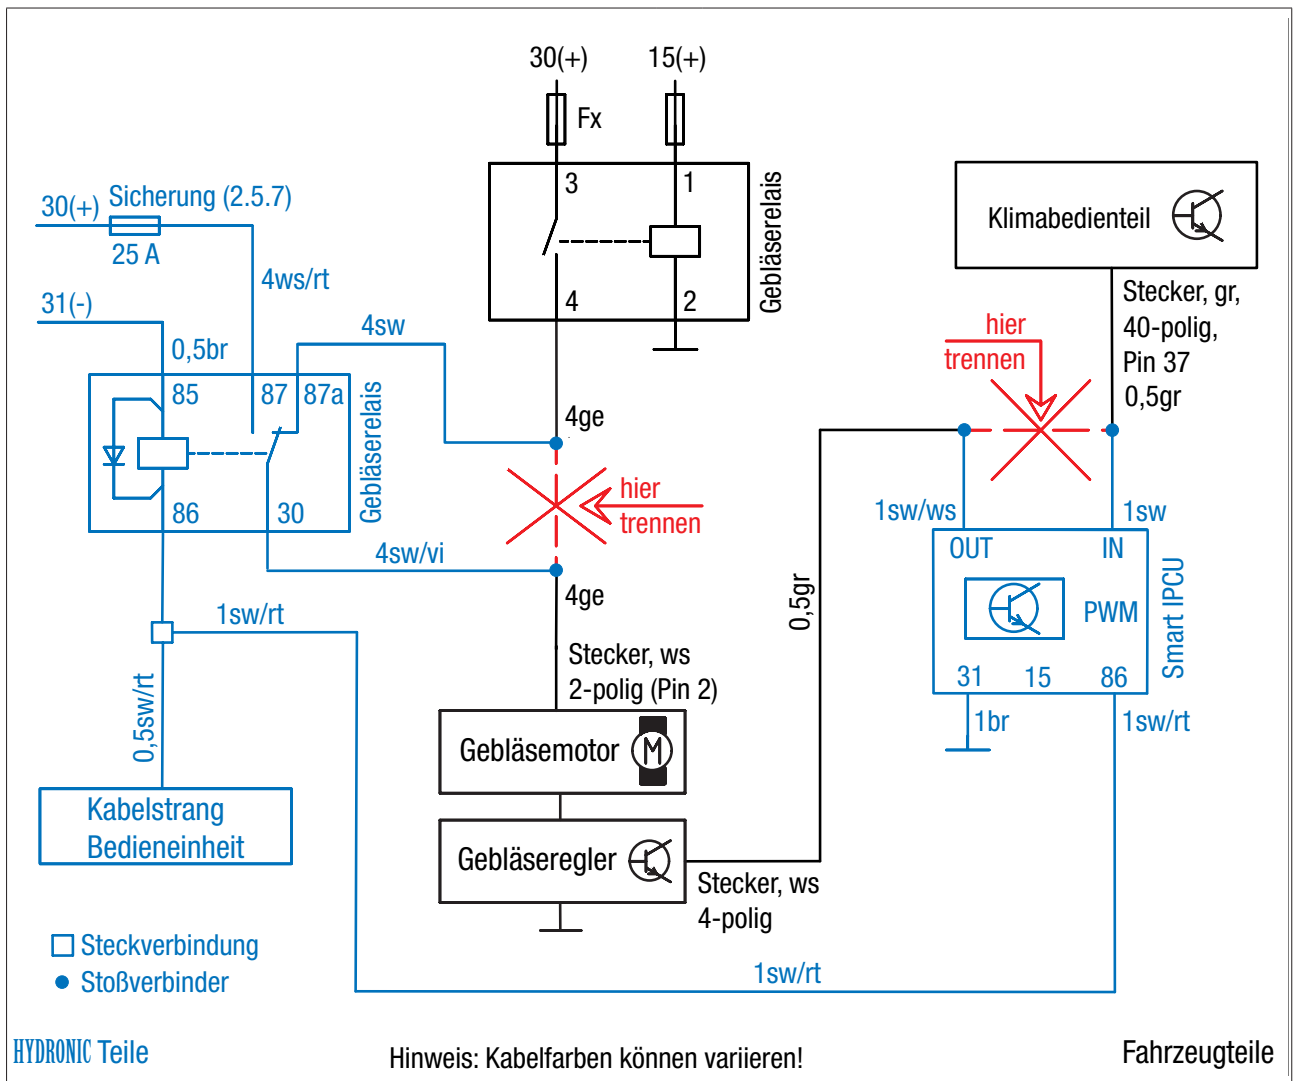 30(+)
15(+)
Fx
3
1
4
2
Gebläserelais
Klimabedienteil
Stecker, gr,
40-polig,
Pin 37
0,5gr
hier
trennen
Sicherung (2.5.7)
30(+)
25 A
4ws/rt
31(-)
0,5br
4sw
85
87
87a
86
30
Gebläserelais
4ge
hier
trennen
4sw/vi
4ge
1sw/rt
0,5sw/rt
Stecker, ws
2-polig (Pin 2)
0,5gr
1sw/ws
1sw
OUT
IN
PWM
31
15
86
Smart IPCU
1br
1sw/rt
Gebläsemotor
M
Kabelstrang
Bedieneinheit
Gebläseregler
Stecker, ws
4-polig
Steckverbindung
Stoßverbinder
1sw/rt
HYDRONIC Teile
Hinweis: Kabelfarben können variieren!
Fahrzeugteile